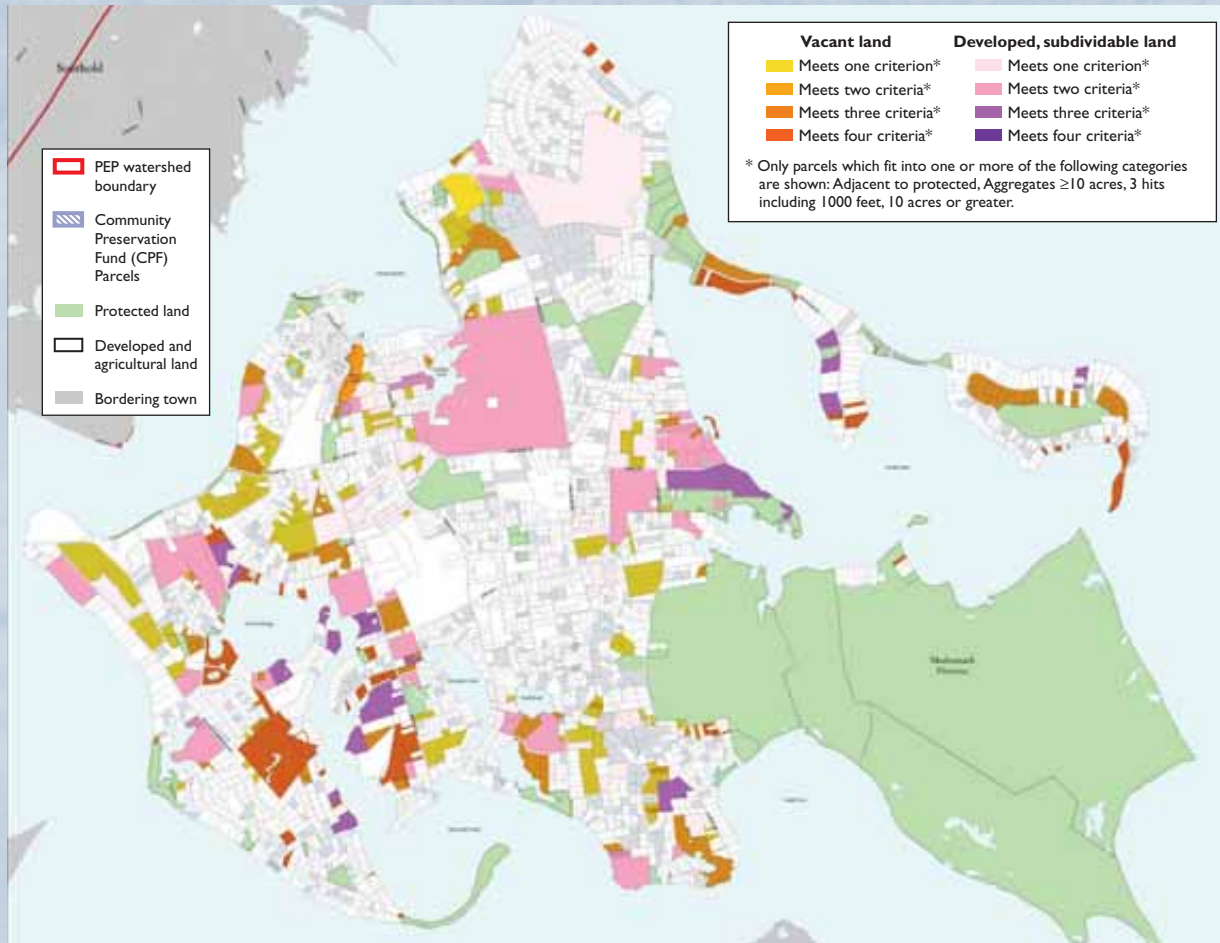 Southold
PEP watershed
boundary
Community
Preservation
Fund (CPF)
Parcels
Protected land
Developed and
agricultural land
Bordering town
Vacant land
Meets one criterion*
Meets two criteria*
Meets three criteria*
Meets four criteria*
Developed, subdividable land
Meets one criterion*
Meets two criteria*
Meets three criteria*
Meets four criteria*
* Only parcels which fit into one or more of the following categories
are shown: Adjacent to protected, Aggregates ≥10 acres, 3 hits
including 1000 feet, 10 acres or greater.